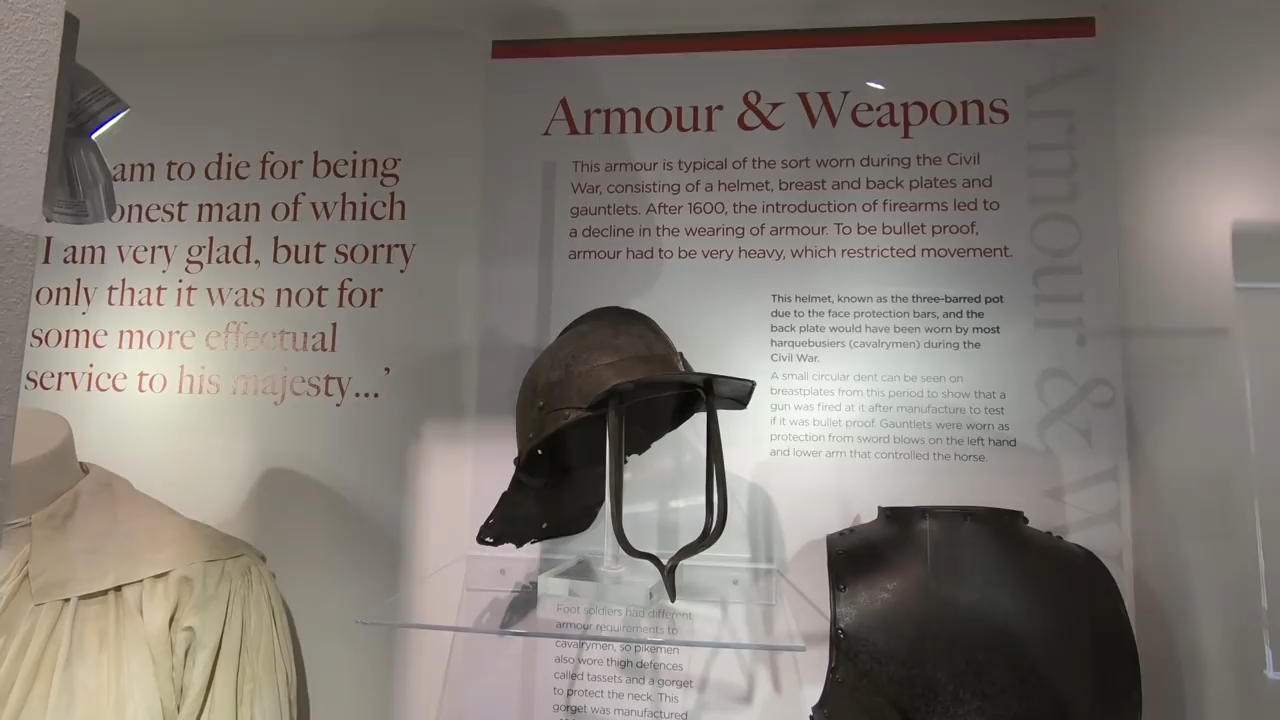 am to die for being
onest man of which
I am very glad, but sorry
only that it was not for
some more effectual
service to his majesty...'
Armour & Weapons
This armour is typical of the sort worn during the Civil
War, consisting of a helmet, breast and back plates and
gauntlets. After 1600, the introduction of firearms led to
a decline in the wearing of armour. To be bullet proof,
armour had to be very heavy, which restricted movement.
This helmet, known as the three-barred pot
due to the face protection bars, and the
back plate would have been worn by most
harquebusiers (cavalrymen) during the
Civil War.
A small circular dent can be seen on
breastplates from this period to show that a
gun was fired at it after manufacture to test
if it was bullet proof. Gauntlets were worn as
protection from sword blows on the left hand
and lower arm that controlled the horse.
Foot soldiers had different
armour requirements to
cavalrymen, so pikemen
also wore thigh defences
called tassets and a gorget
to protect the neck. This
gorget was manufactured
Armour & W